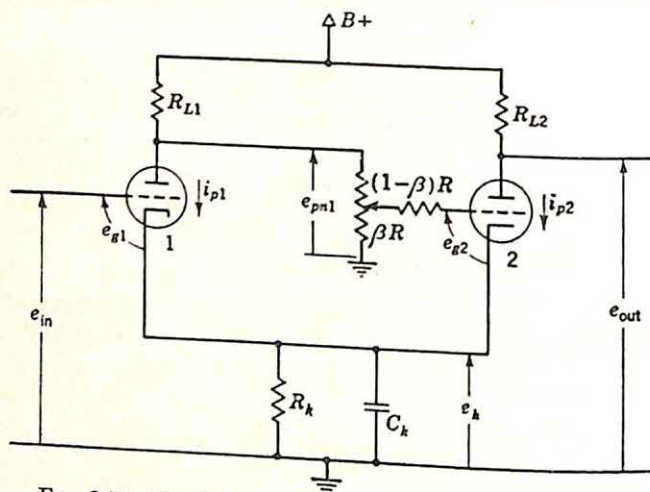 B+
R_L1
R_L2
i_p1
e_pn1
(1-β)R
i_p2
e_g1
1
βR
e_g2
2
e_in
e_out
R_k
C_k
e_k